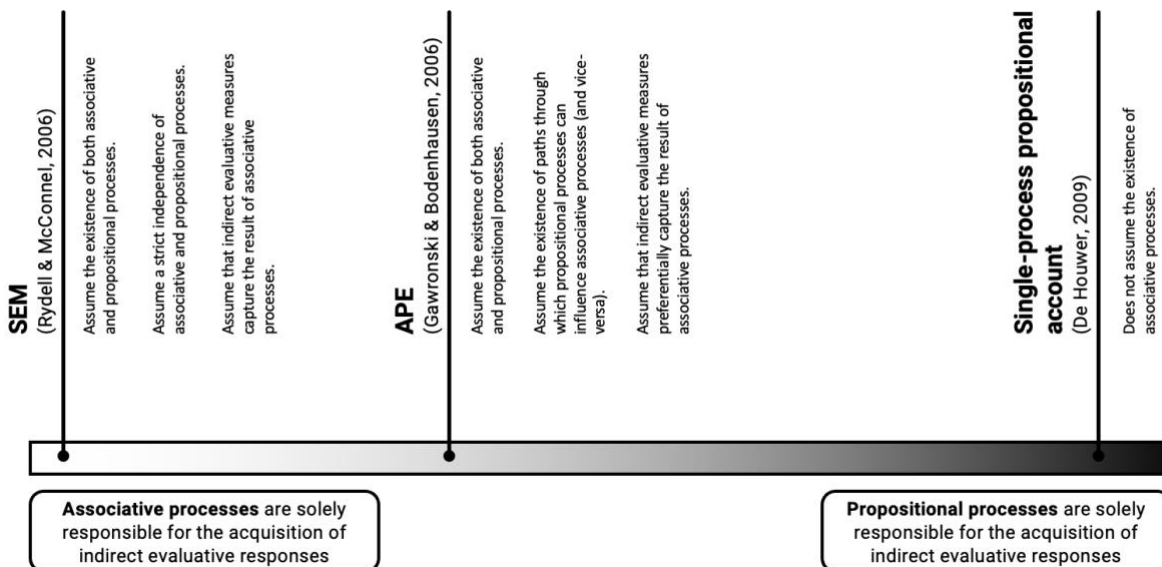 SEM
(Rydell & McConnel, 2006)
Assume the existence of both associative
and propositional processes.
Assume a strict independence of
associative and propositional processes.
Assume that indirect evaluative measures
capture the result of associative
processes.
APE
(Gawronski & Bodenhausen, 2006)
Assume the existence of both associative
and propositional processes.
Assume the existence of paths through
which propositional processes can
influence associative processes (and vice-
versa).
Assume that indirect evaluative measures
preferentially capture the result of
associative processes.
Single-process propositional
account
(De Houwer, 2009)
Does not assume the existence of
associative processes.
Associative processes are solely
responsible for the acquisition of
indirect evaluative responses
Propositional processes are solely
responsible for the acquisition of
indirect evaluative responses